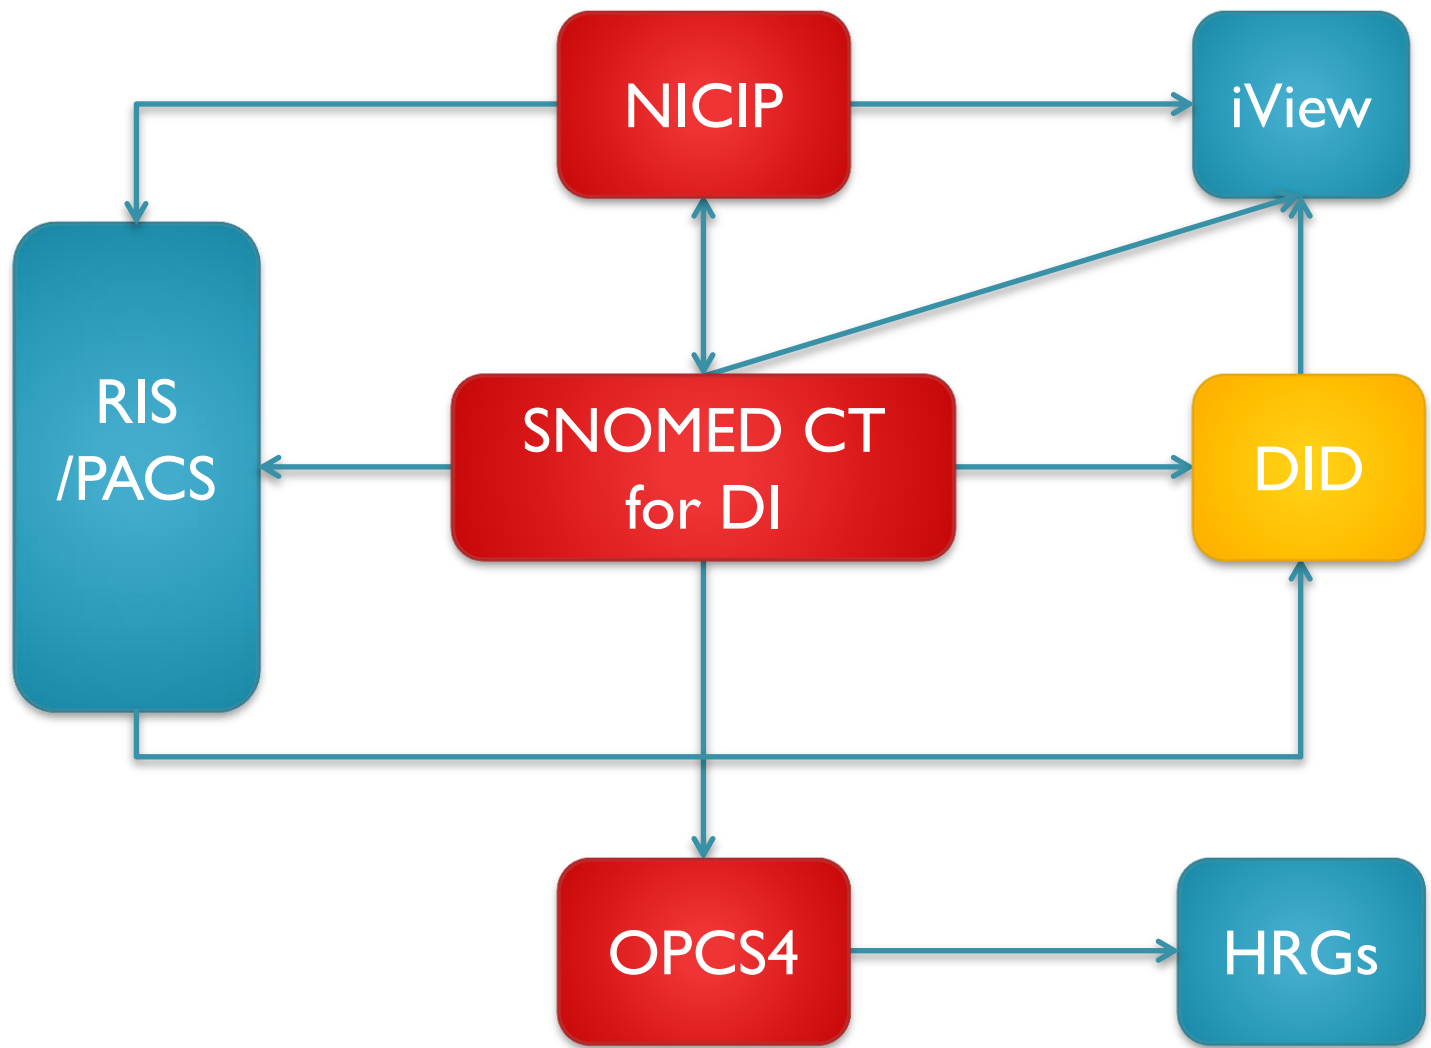 NICIP
iView
RIS
/PACS
SNOMED CT
for DI
DID
OPCS4
HRGs